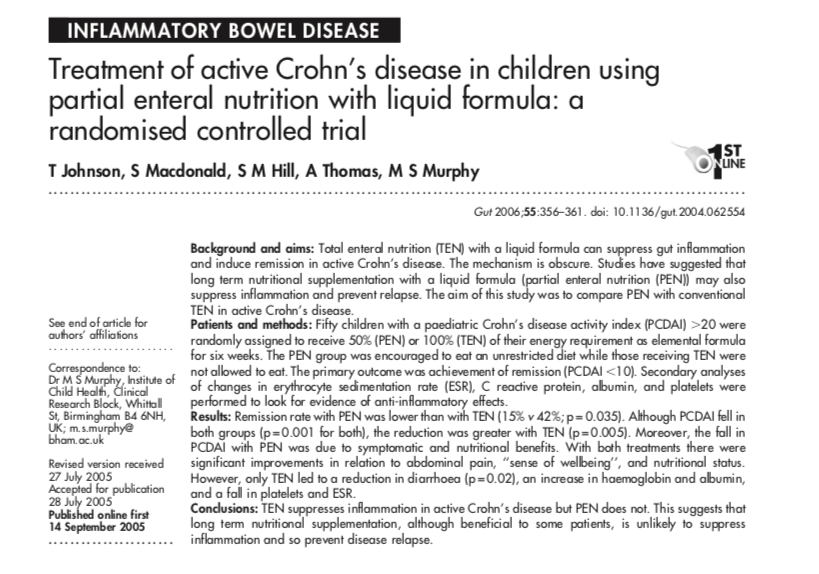 INFLAMMATORY BOWEL DISEASE
Treatment of active Crohn's disease in children using
partial enteral nutrition with liquid formula: a
randomised controlled trial
T Johnson, S Macdonald, S M Hill, A Thomas, M S Murphy
1ST
ONLINE
Gut 2006;55:356–361. doi: 10.1136/gut.2004.062554
See end of article for
authors' affiliations
Correspondence to:
Dr M S Murphy, Institute of
Child Health, Clinical
Research Block, Whittall
St, Birmingham B4 6NH,
UK; m.s.murphy@
bham.ac.uk
Revised version received
27 July 2005
Accepted for publication
28 July 2005
Published online first
14 September 2005
Background and aims: Total enteral nutrition (TEN) with a liquid formula can suppress gut inflammation
and induce remission in active Crohn's disease. The mechanism is obscure. Studies have suggested that
long term nutritional supplementation with a liquid formula (partial enteral nutrition (PEN)) may also
suppress inflammation and prevent relapse. The aim of this study was to compare PEN with conventional
TEN in active Crohn's disease.
Patients and methods: Fifty children with a paediatric Crohn's disease activity index (PCDAI) >20 were
randomly assigned to receive 50% (PEN) or 100% (TEN) of their energy requirement as elemental formula
for six weeks. The PEN group was encouraged to eat an unrestricted diet while those receiving TEN were
not allowed to eat. The primary outcome was achievement of remission (PCDAI <10). Secondary analyses
of changes in erythrocyte sedimentation rate (ESR), C reactive protein, albumin, and platelets were
performed to look for evidence of anti-inflammatory effects.
Results: Remission rate with PEN was lower than with TEN (15% v 42%; p=0.035). Although PCDAI fell in
both groups (p=0.001 for both), the reduction was greater with TEN (p=0.005). Moreover, the fall in
PCDAI with PEN was due to symptomatic and nutritional benefits. With both treatments there were
significant improvements in relation to abdominal pain, "sense of wellbeing'', and nutritional status.
However, only TEN led to a reduction in diarrhoea (p=0.02), an increase in haemoglobin and albumin,
and a fall in platelets and ESR.
Conclusions: TEN suppresses inflammation in active Crohn's disease but PEN does not. This suggests that
long term nutritional supplementation, although beneficial to some patients, is unlikely to suppress
inflammation and so prevent disease relapse.